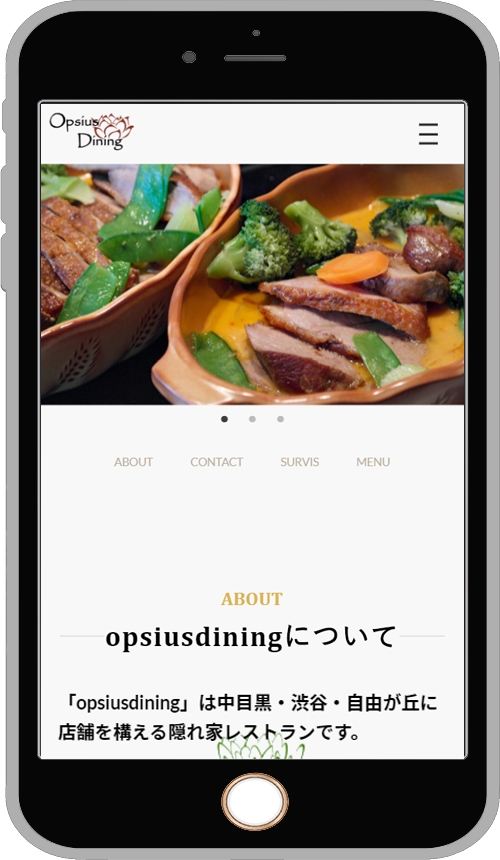 Opsius
Dining
ABOUT CONTACT SURVIS MENU
ABOUT
opsiusdiningについて
「opsiusdining」は中目黒・渋谷・自由が丘に
店舗を構える隠れ家レストランです。